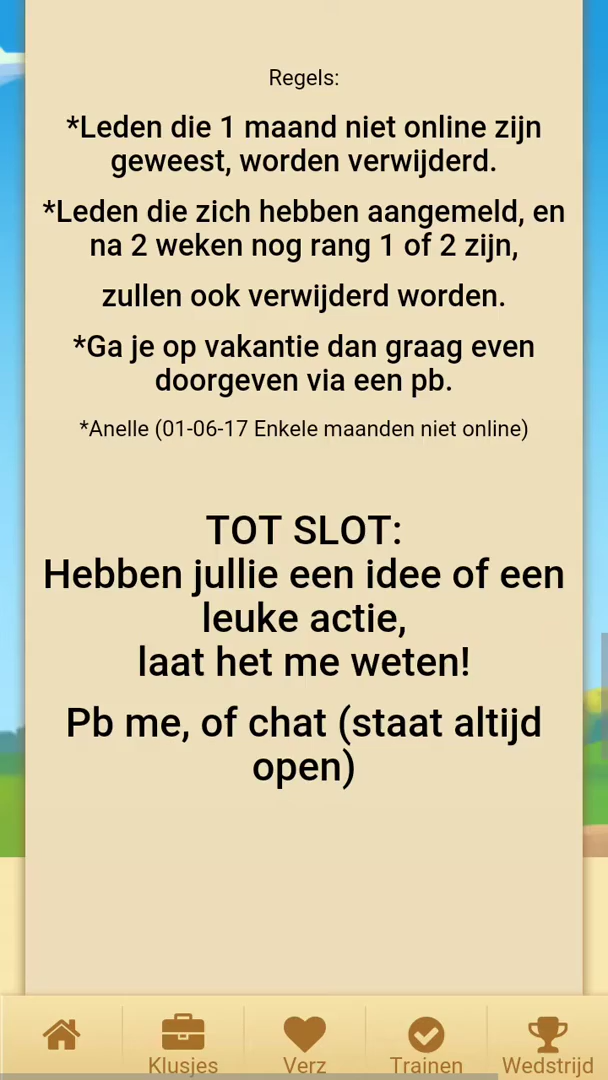 Regels:
*Leden die 1 maand niet online zijn
geweest, worden verwijderd.
*Leden die zich hebben aangemeld, en
na 2 weken nog rang 1 of 2 zijn,
zullen ook verwijderd worden.
*Ga je op vakantie dan graag even
doorgeven via een pb.
*Anelle (01-06-17 Enkele maanden niet online)
TOT SLOT:
Hebben jullie een idee of een
leuke actie,
laat het me weten!
Pb me, of chat (staat altijd
open)
Klusjes Verz Trainen Wedstrijd